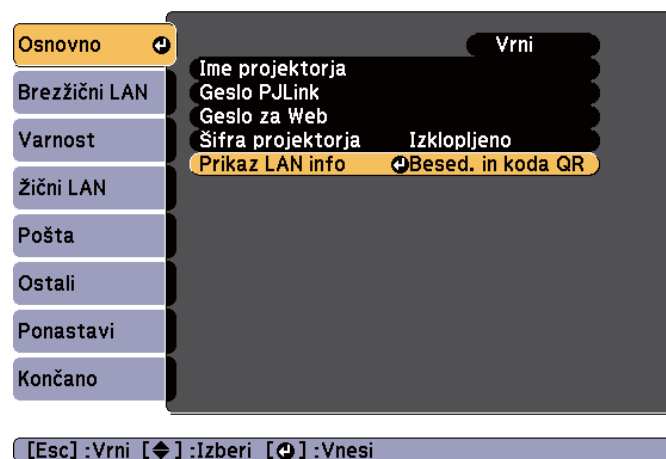 Osnovno
Brezžični LAN
Varnost
Žični LAN
Pošta
Ostali
Ponastavi
Končano
Vrni
Ime projektorja
Geslo PJLink
Geslo za Web
Šifra projektorja Izklopljeno
Prikaz LAN info Besed. in koda QR
[Esc] :Vrni [◆] :Izberi [↵] :Vnesi